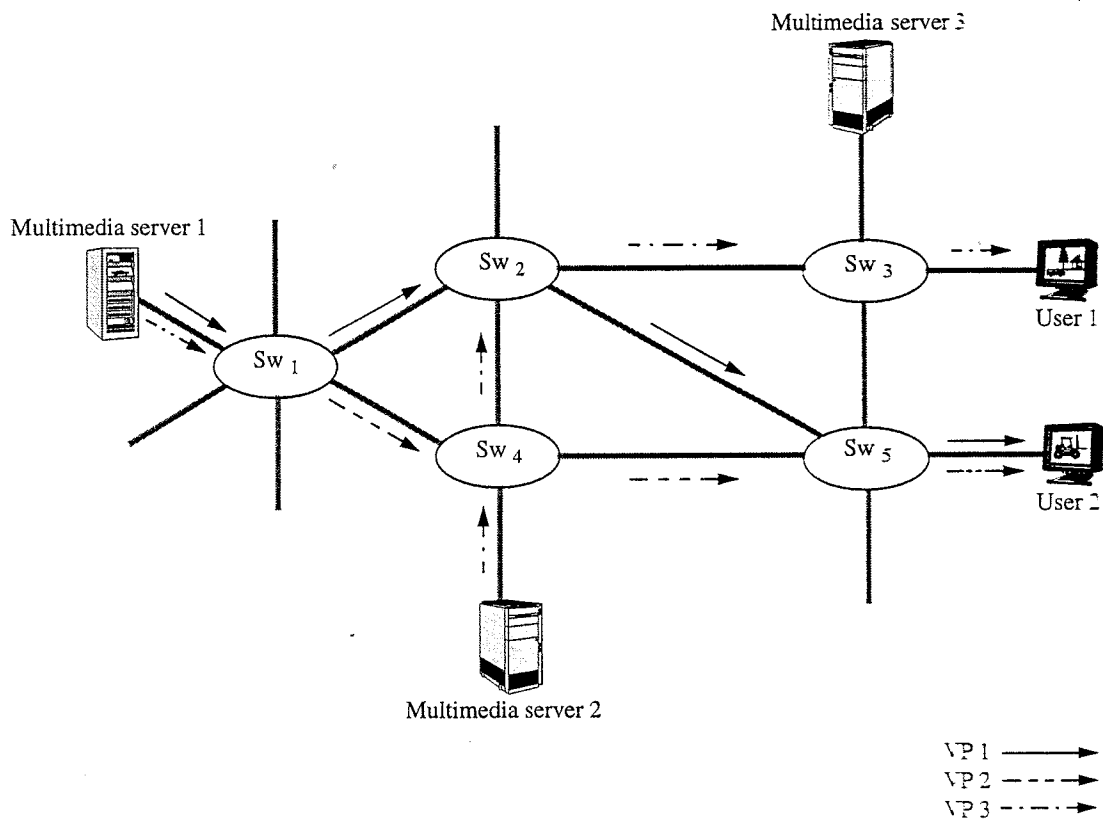 Multimedia server 3
Multimedia server 1
Sw 2
Sw 3
User 1
Sw 1
Sw 4
Sw 5
User 2
Multimedia server 2
VP 1
VP 2
VP 3